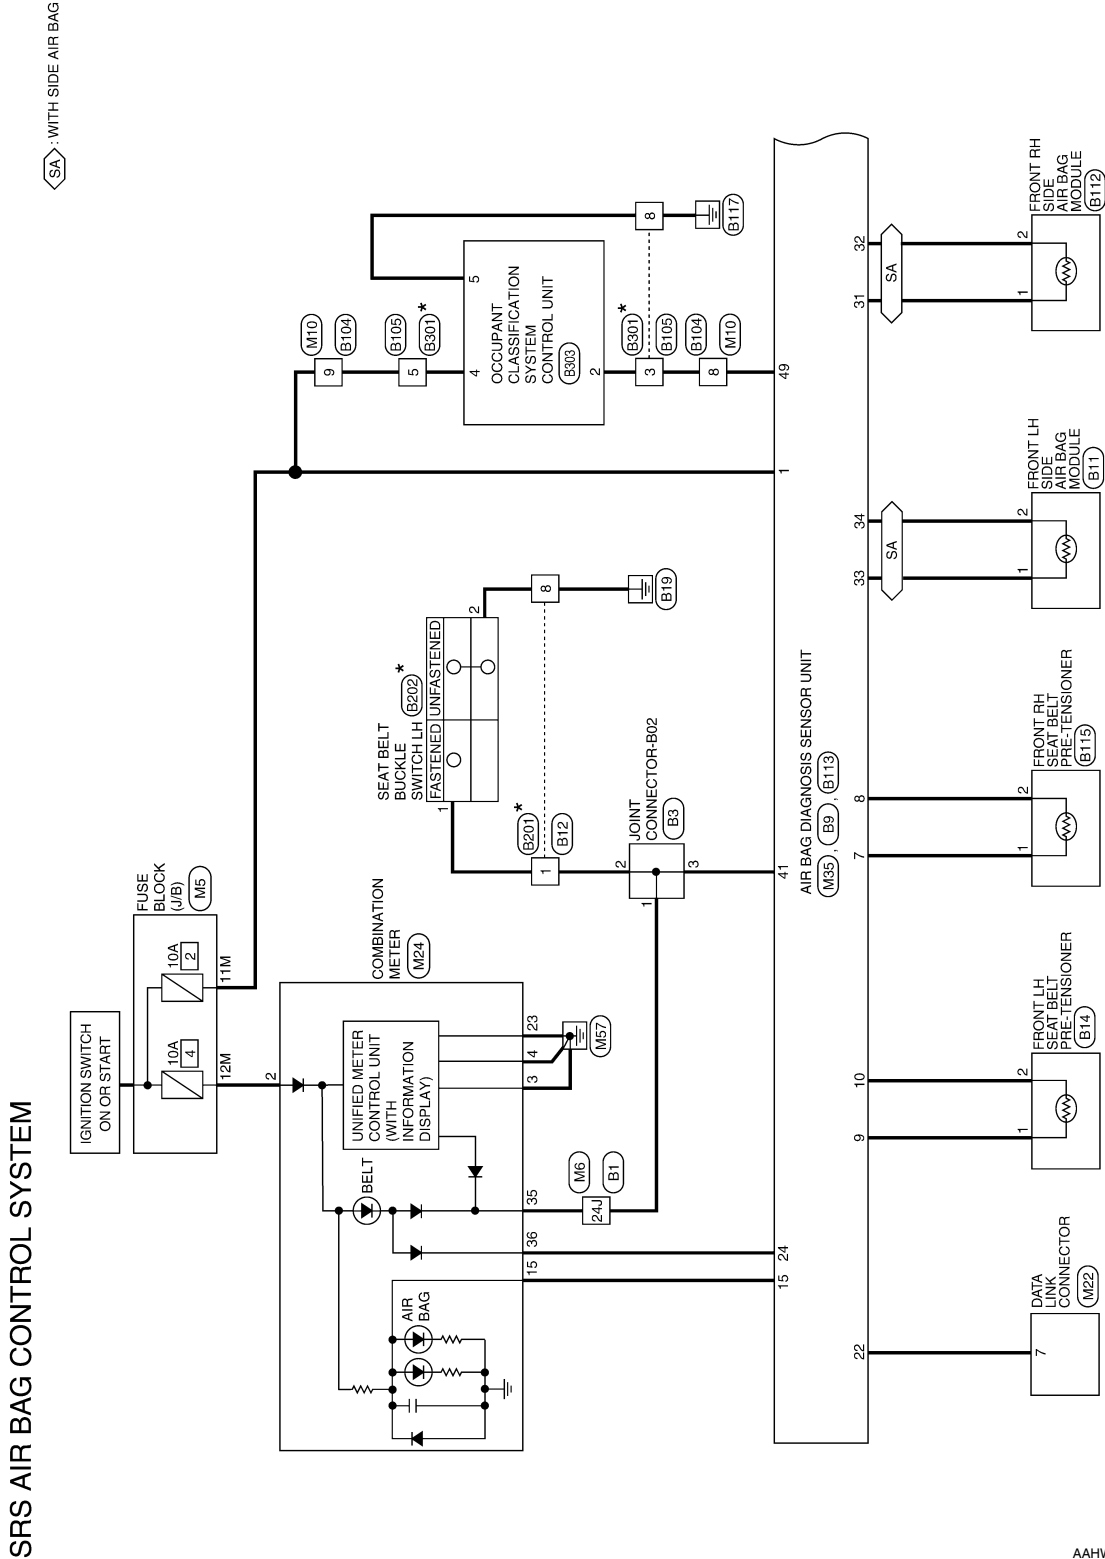 SRS AIR BAG CONTROL SYSTEM
SA : WITH SIDE AIR BAG
IGNITION SWITCH
ON OR START
FUSE
BLOCK
(J/B)
M5
10A
4
10A
2
12M
11M
COMBINATION
METER
M24
2
UNIFIED METER
CONTROL UNIT
(WITH
INFORMATION
DISPLAY)
BELT
AIR
BAG
15
36
35
3
4
23
M57
24J
M6
B1
SEAT BELT
BUCKLE
SWITCH LH
B202
*
FASTENED
UNFASTENED
1
2
1
B201
*
B12
8
B19
JOINT
CONNECTOR-B02
B3
2
1
3
9
M10
B104
5
B105
B301
*
4
5
OCCUPANT
CLASSIFICATION
SYSTEM
CONTROL UNIT
B303
2
3
B301
*
B105
8
B104
M10
8
B117
15
24
41
1
49
AIR BAG DIAGNOSIS SENSOR UNIT
M35 , B9 , B113
22
9
10
7
8
33
34
31
32
SA
SA
7
DATA
LINK
CONNECTOR
M22
1
2
FRONT LH
SEAT BELT
PRE-TENSIONER
B14
1
2
FRONT RH
SEAT BELT
PRE-TENSIONER
B115
1
2
FRONT LH
SIDE
AIR BAG
MODULE
B11
1
2
FRONT RH
SIDE
AIR BAG
MODULE
B112